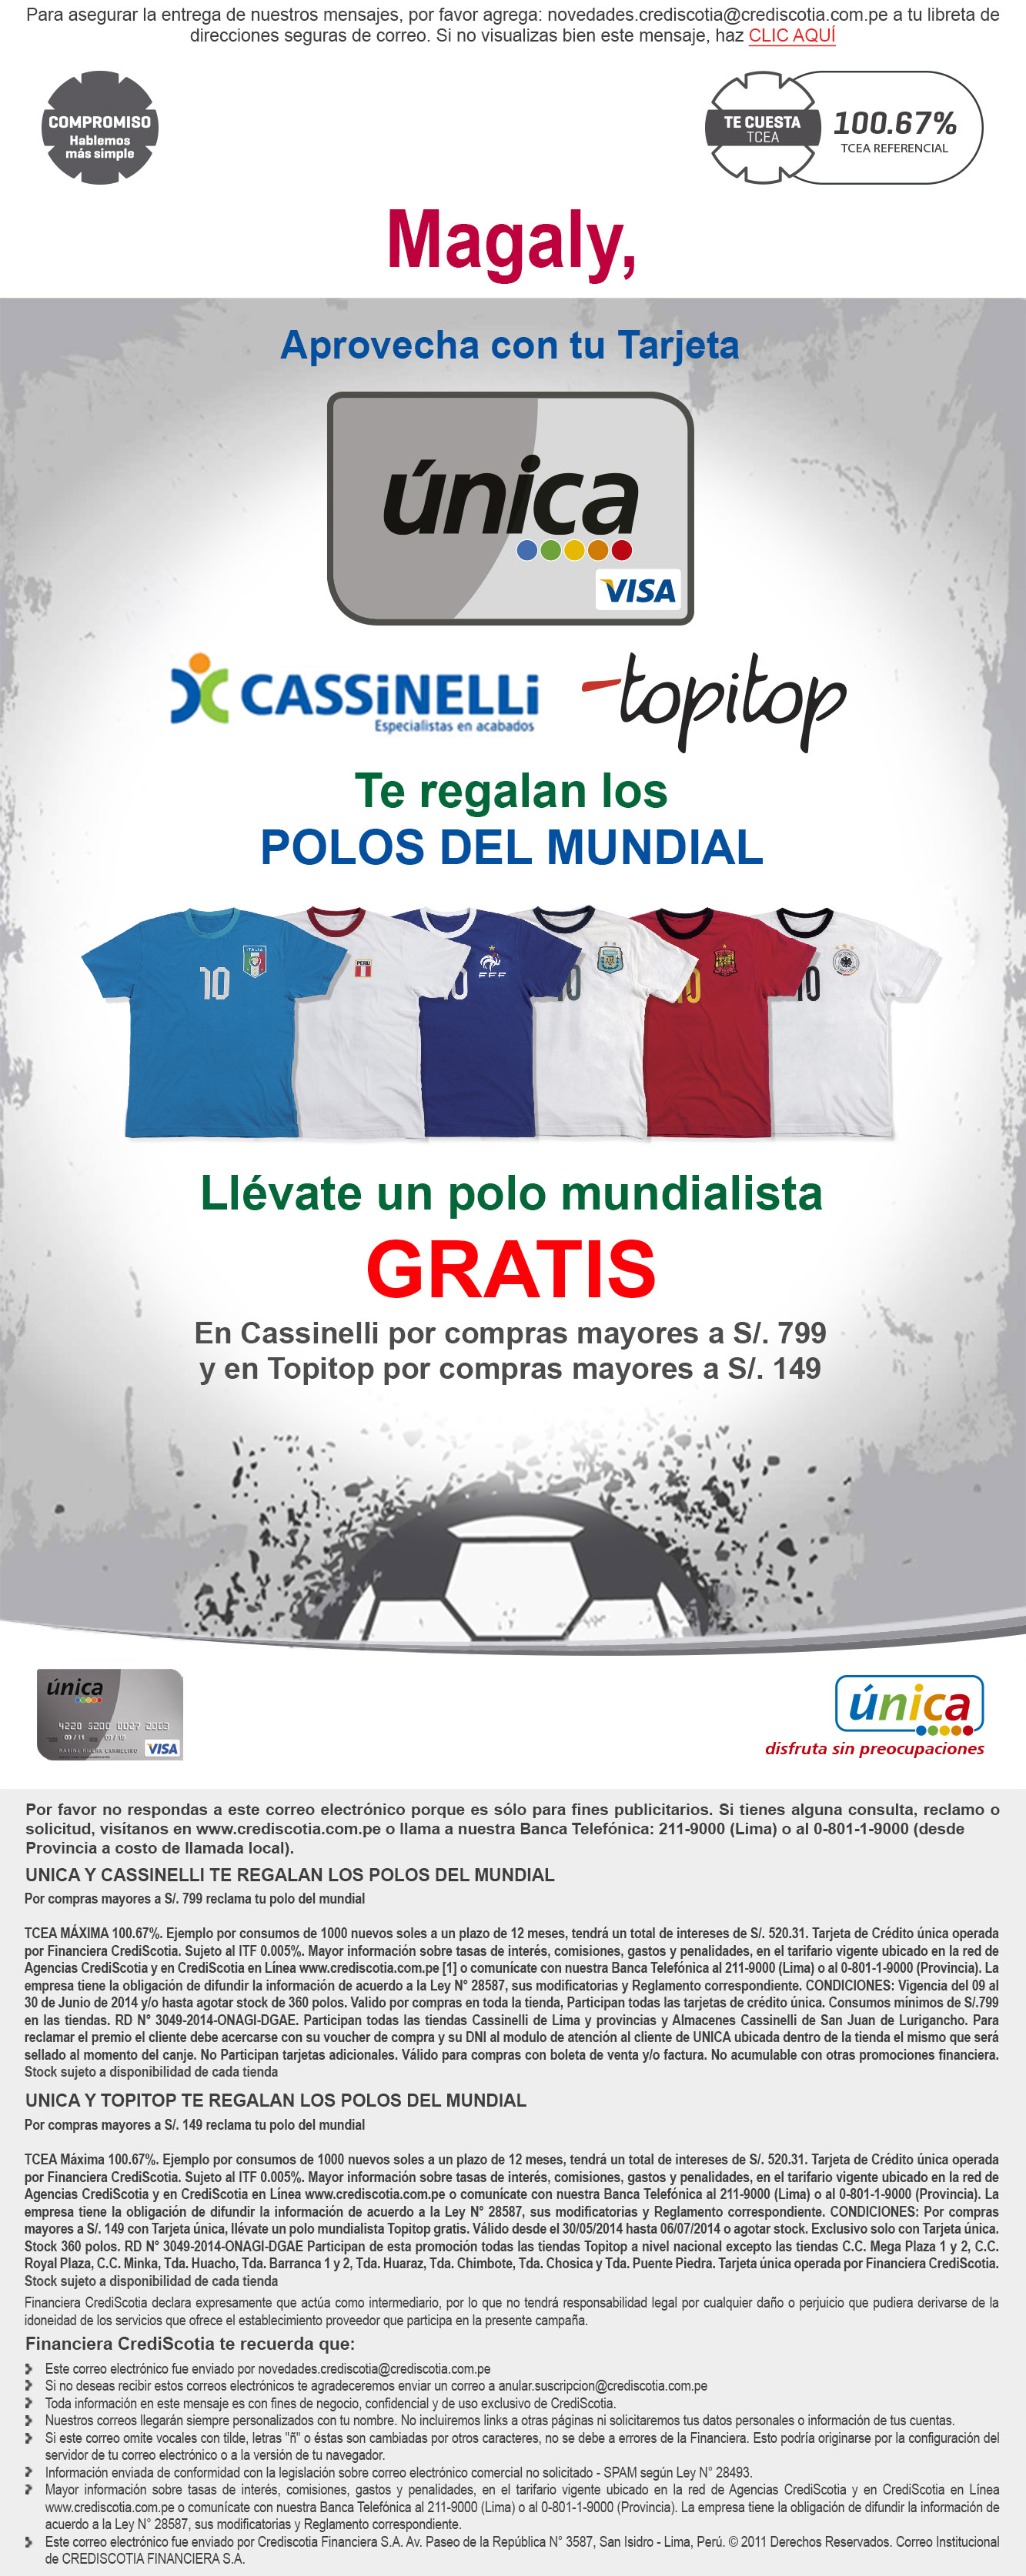 Para asegurar la entrega de nuestros mensajes, por favor agrega: novedades.crediscotia@crediscotia.com.pe a tu libreta de
direcciones seguras de correo. Si no visualizas bien este mensaje, haz CLIC AQUÍ
COMPROMISO
Hablemos
más simple
TE CUESTA
TCEA
100.67%
TCEA REFERENCIAL
Magaly,
Aprovecha con tu Tarjeta
única
VISA
CASSiNELLi
Especialistas en acabados
topitop
Te regalan los
POLOS DEL MUNDIAL
10
ITALIA
PERU
10
FFF
10
10
10
Llévate un polo mundialista
GRATIS
En Cassinelli por compras mayores a S/. 799
y en Topitop por compras mayores a S/. 149
única
4220 5200 0027 2003
VISA
única
disfruta sin preocupaciones
Por favor no respondas a este correo electrónico porque es sólo para fines publicitarios. Si tienes alguna consulta, reclamo o
solicitud, visítanos en www.crediscotia.com.pe o llama a nuestra Banca Telefónica: 211-9000 (Lima) o al 0-801-1-9000 (desde
Provincia a costo de llamada local).
UNICA Y CASSINELLI TE REGALAN LOS POLOS DEL MUNDIAL
Por compras mayores a S/. 799 reclama tu polo del mundial
TCEA MÁXIMA 100.67%. Ejemplo por consumos de 1000 nuevos soles a un plazo de 12 meses, tendrá un total de intereses de S/. 520.31. Tarjeta de Crédito única operada
por Financiera CrediScotia. Sujeto al ITF 0.005%. Mayor información sobre tasas de interés, comisiones, gastos y penalidades, en el tarifario vigente ubicado en la red de
Agencias CrediScotia y en CrediScotia en Línea www.crediscotia.com.pe [1] o comunícate con nuestra Banca Telefónica al 211-9000 (Lima) o al 0-801-1-9000 (Provincia). La
empresa tiene la obligación de difundir la información de acuerdo a la Ley N° 28587, sus modificatorias y Reglamento correspondiente. CONDICIONES: Vigencia del 09 al
30 de Junio de 2014 y/o hasta agotar stock de 360 polos. Valido por compras en toda la tienda, Participan todas las tarjetas de crédito única. Consumos mínimos de S/.799
en las tiendas. RD N° 3049-2014-ONAGI-DGAE. Participan todas las tiendas Cassinelli de Lima y provincias y Almacenes Cassinelli de San Juan de Lurigancho. Para
reclamar el premio el cliente debe acercarse con su voucher de compra y su DNI al modulo de atención al cliente de UNICA ubicada dentro de la tienda el mismo que será
sellado al momento del canje. No Participan tarjetas adicionales. Válido para compras con boleta de venta y/o factura. No acumulable con otras promociones financiera.
Stock sujeto a disponibilidad de cada tienda
UNICA Y TOPITOP TE REGALAN LOS POLOS DEL MUNDIAL
Por compras mayores a S/. 149 reclama tu polo del mundial
TCEA Máxima 100.67%. Ejemplo por consumos de 1000 nuevos soles a un plazo de 12 meses, tendrá un total de intereses de S/. 520.31. Tarjeta de Crédito única operada
por Financiera CrediScotia. Sujeto al ITF 0.005%. Mayor información sobre tasas de interés, comisiones, gastos y penalidades, en el tarifario vigente ubicado en la red de
Agencias CrediScotia y en CrediScotia en Línea www.crediscotia.com.pe o comunícate con nuestra Banca Telefónica al 211-9000 (Lima) o al 0-801-1-9000 (Provincia). La
empresa tiene la obligación de difundir la información de acuerdo a la Ley N° 28587, sus modificatorias y Reglamento correspondiente. CONDICIONES: Por compras
mayores a S/. 149 con Tarjeta única, llévate un polo mundialista Topitop gratis. Válido desde el 30/05/2014 hasta 06/07/2014 o agotar stock. Exclusivo solo con Tarjeta única.
Stock 360 polos. RD N° 3049-2014-ONAGI-DGAE Participan de esta promoción todas las tiendas Topitop a nivel nacional excepto las tiendas C.C. Mega Plaza 1 y 2, C.C.
Royal Plaza, C.C. Minka, Tda. Huacho, Tda. Barranca 1 y 2, Tda. Huaraz, Tda. Chimbote, Tda. Chosica y Tda. Puente Piedra. Tarjeta única operada por Financiera CrediScotia.
Stock sujeto a disponibilidad de cada tienda
Financiera CrediScotia declara expresamente que actúa como intermediario, por lo que no tendrá responsabilidad legal por cualquier daño o perjuicio que pudiera derivarse de la
idoneidad de los servicios que ofrece el establecimiento proveedor que participa en la presente campaña.
Financiera CrediScotia te recuerda que:
Este correo electrónico fue enviado por novedades.crediscotia@crediscotia.com.pe
Si no deseas recibir estos correos electrónicos te agradeceremos enviar un correo a anular.suscripcion@crediscotia.com.pe
Toda información en este mensaje es con fines de negocio, confidencial y de uso exclusivo de CrediScotia.
Nuestros correos llegarán siempre personalizados con tu nombre. No incluiremos links a otras páginas ni solicitaremos tus datos personales o información de tus cuentas.
Si este correo omite vocales con tilde, letras "ñ" o éstas son cambiadas por otros caracteres, no se debe a errores de la Financiera. Esto podría originarse por la configuración del
servidor de tu correo electrónico o a la versión de tu navegador.
Información enviada de conformidad con la legislación sobre correo electrónico comercial no solicitado - SPAM según Ley N° 28493.
Mayor información sobre tasas de interés, comisiones, gastos y penalidades, en el tarifario vigente ubicado en la red de Agencias CrediScotia y en CrediScotia en Línea
www.crediscotia.com.pe o comunícate con nuestra Banca Telefónica al 211-9000 (Lima) o al 0-801-1-9000 (Provincia). La empresa tiene la obligación de difundir la información de
acuerdo a la Ley N° 28587, sus modificatorias y Reglamento correspondiente.
Este correo electrónico fue enviado por Crediscotia Financiera S.A. Av. Paseo de la República N° 3587, San Isidro - Lima, Perú. © 2011 Derechos Reservados. Correo Institucional
de CREDISCOTIA FINANCIERA S.A.